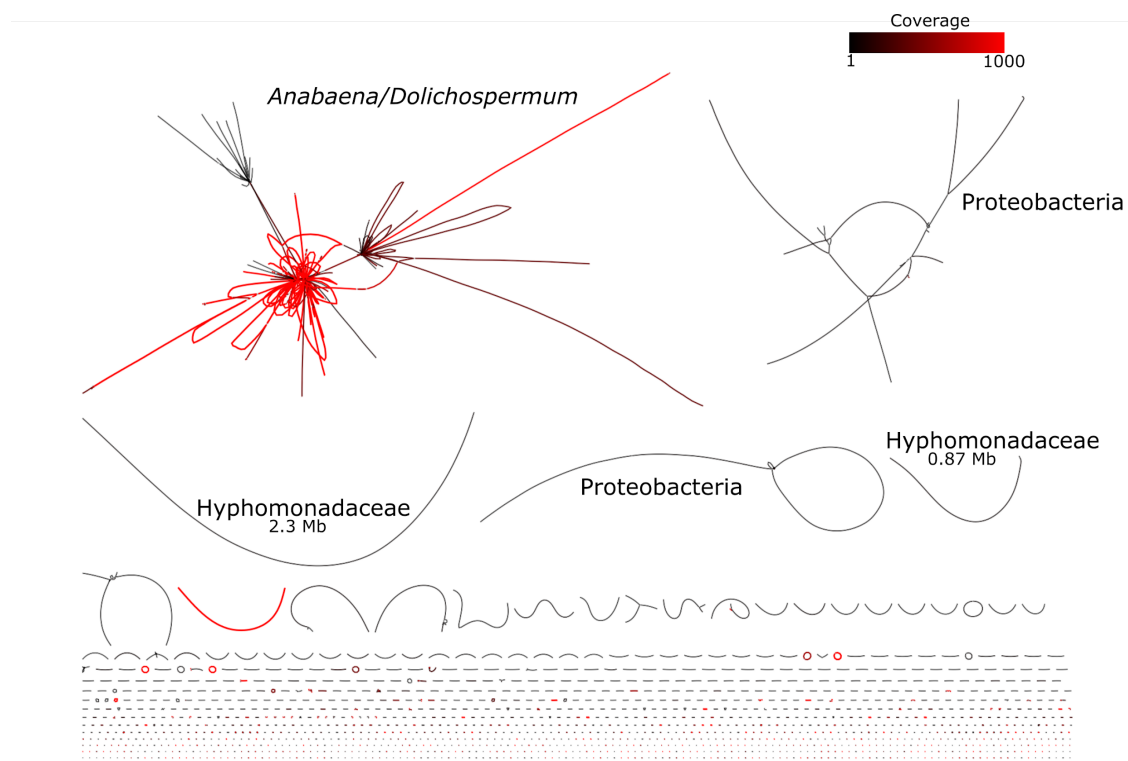 Coverage
1 1000
Anabaena/Dolichospermum
Proteobacteria
Hyphomonadaceae
0.87 Mb
Proteobacteria
Hyphomonadaceae
2.3 Mb